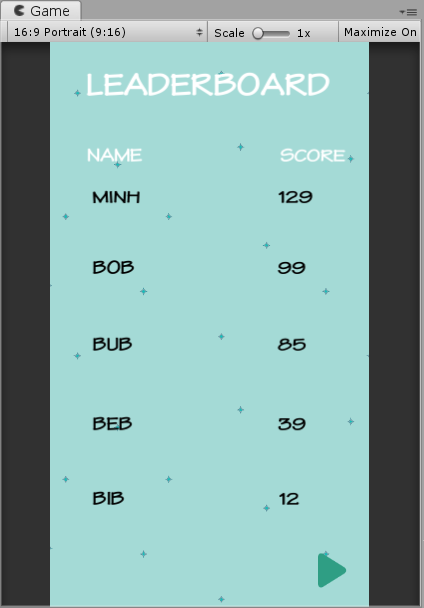 Game
16:9 Portrait (9:16) Scale 1x Maximize On
LEADERBOARD
NAME SCORE
MINH 129
BOB 99
BUB 85
BEB 39
BIB 12